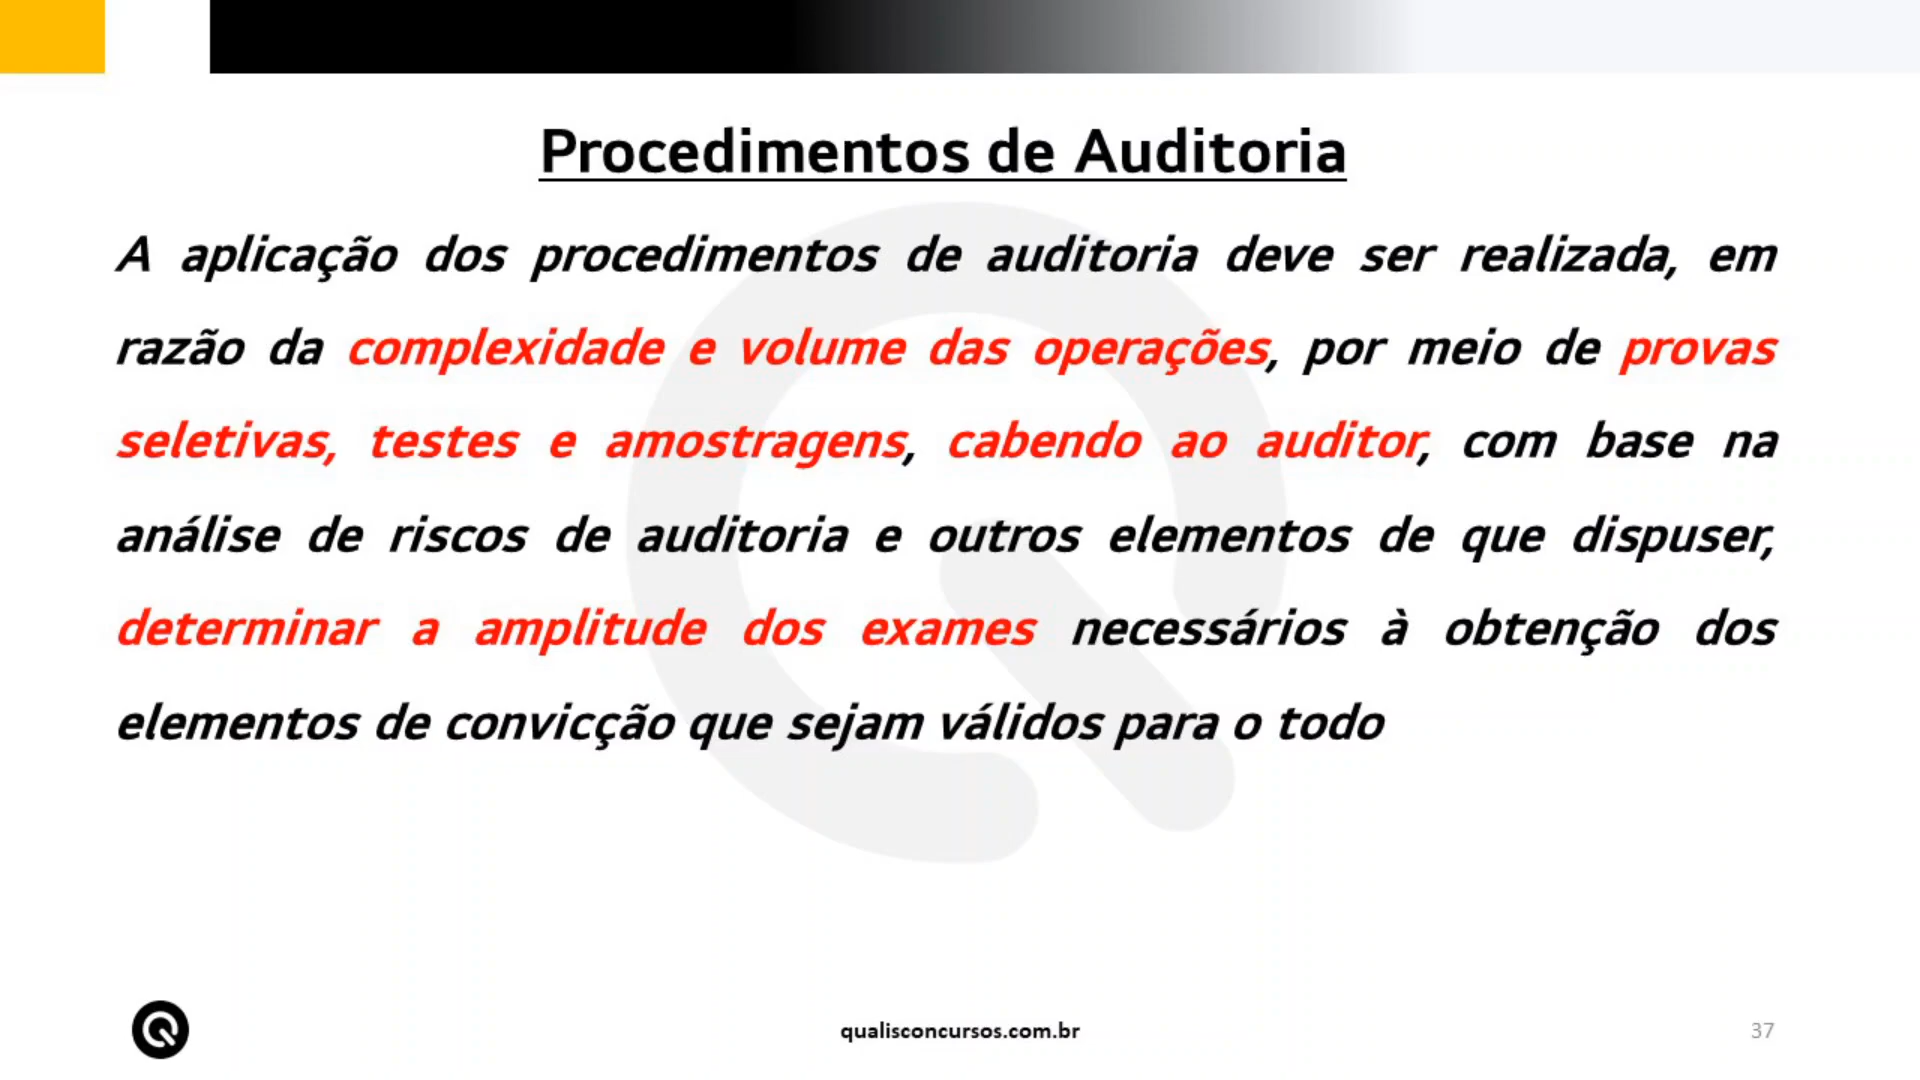 Procedimentos de Auditoria
A aplicação dos procedimentos de auditoria deve ser realizada, em
razão da complexidade e volume das operações, por meio de provas
seletivas, testes e amostragens, cabendo ao auditor, com base na
análise de riscos de auditoria e outros elementos de que dispuser,
determinar a amplitude dos exames necessários à obtenção dos
elementos de convicção que sejam válidos para o todo
qualisconcursos.com.br
37